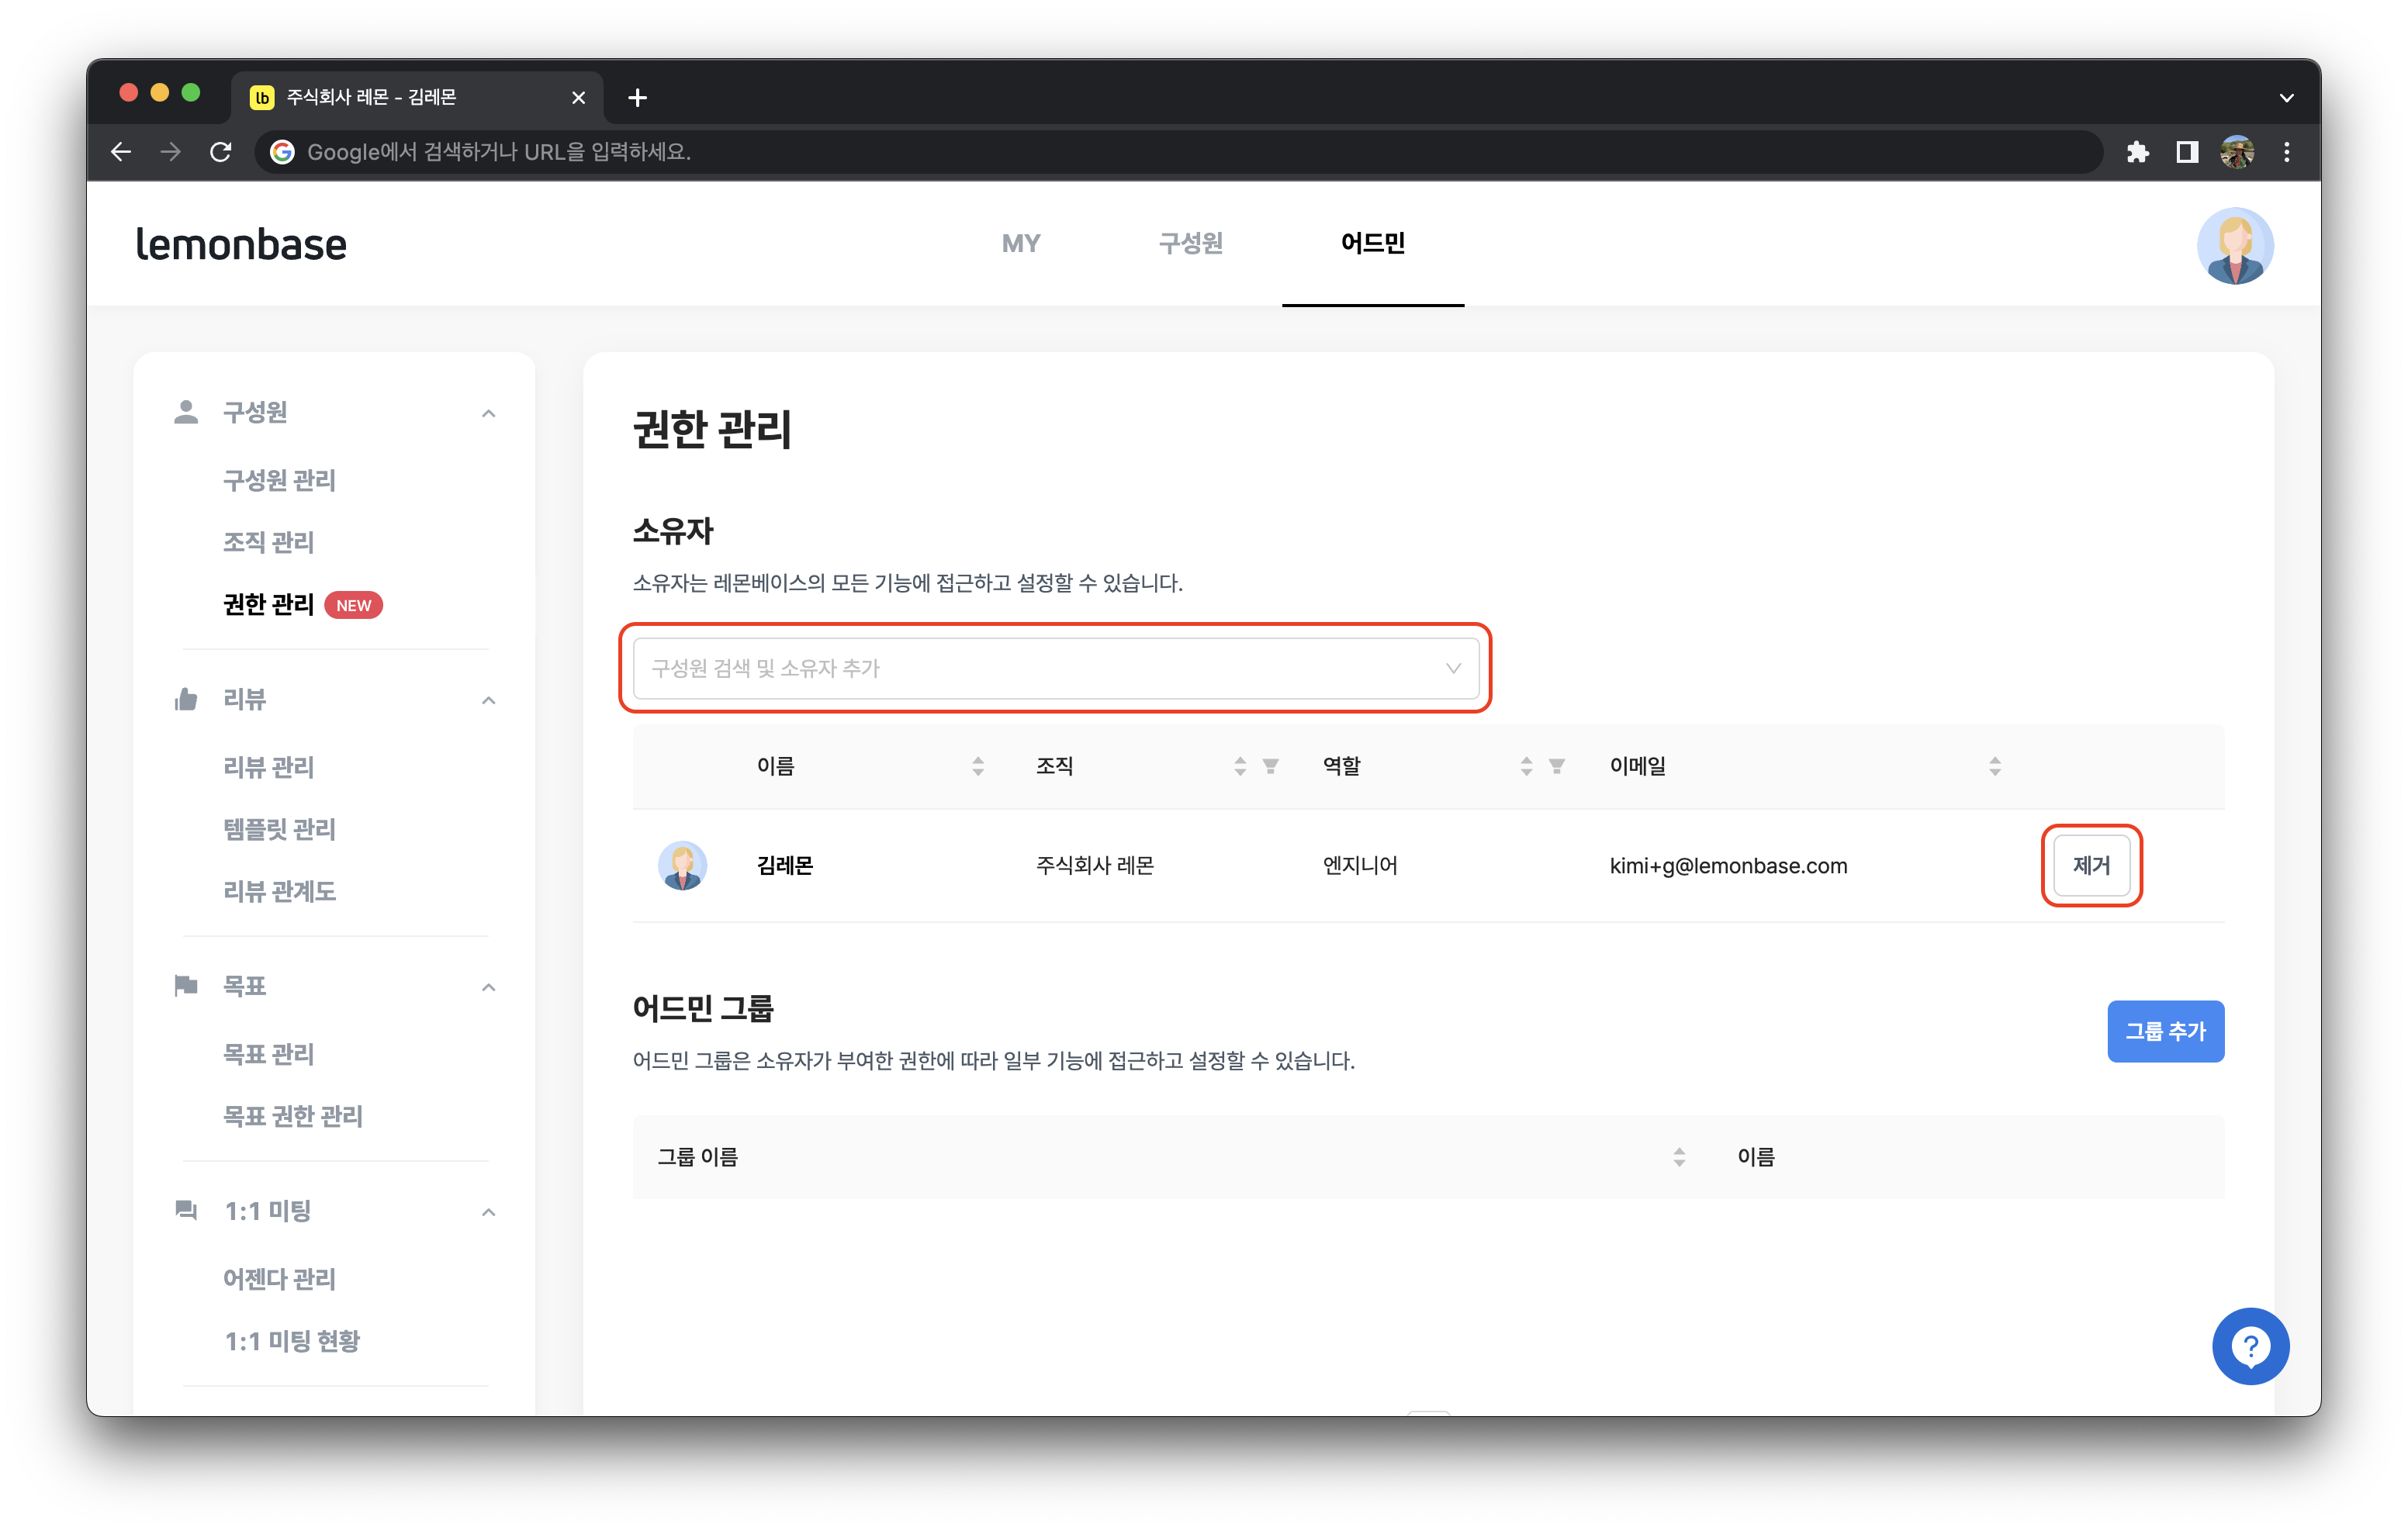 lb 주식회사 레몬 - 김레몬
Google에서 검색하거나 URL을 입력하세요.
lemonbase
MY 구성원 어드민
구성원
구성원 관리
조직 관리
권한 관리 NEW
리뷰
리뷰 관리
템플릿 관리
리뷰 관계도
목표
목표 관리
목표 권한 관리
1:1 미팅
어젠다 관리
1:1 미팅 현황
권한 관리
소유자
소유자는 레몬베이스의 모든 기능에 접근하고 설정할 수 있습니다.
구성원 검색 및 소유자 추가
이름 조직 역할 이메일
김레몬 주식회사 레몬 엔지니어 kimi+g@lemonbase.com 제거
어드민 그룹
어드민 그룹은 소유자가 부여한 권한에 따라 일부 기능에 접근하고 설정할 수 있습니다.
그룹 추가
그룹 이름 이름
?